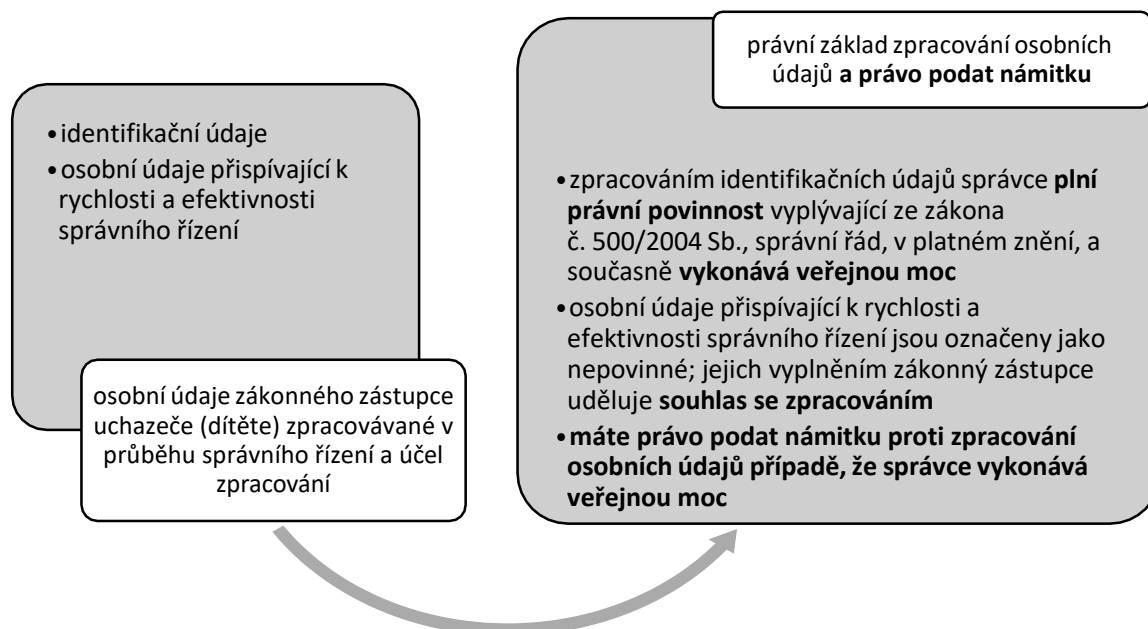 •identifikační údaje
•osobní údaje přispívající k
rychlosti a efektivnosti
správního řízení
osobní údaje zákonného zástupce
uchazeče (dítěte) zpracovávané v
průběhu správního řízení a účel
zpracování
právní základ zpracování osobních
údajů a právo podat námitku
•zpracováním identifikačních údajů správce plní
právní povinnost vyplývající ze zákona
č. 500/2004 Sb., správní řád, v platném znění, a
současně vykonává veřejnou moc
•osobní údaje přispívající k rychlosti a
efektivnosti správního řízení jsou označeny jako
nepovinné; jejich vyplněním zákonný zástupce
uděluje souhlas se zpracováním
•máte právo podat námitku proti zpracování
osobních údajů případě, že správce vykonává
veřejnou moc